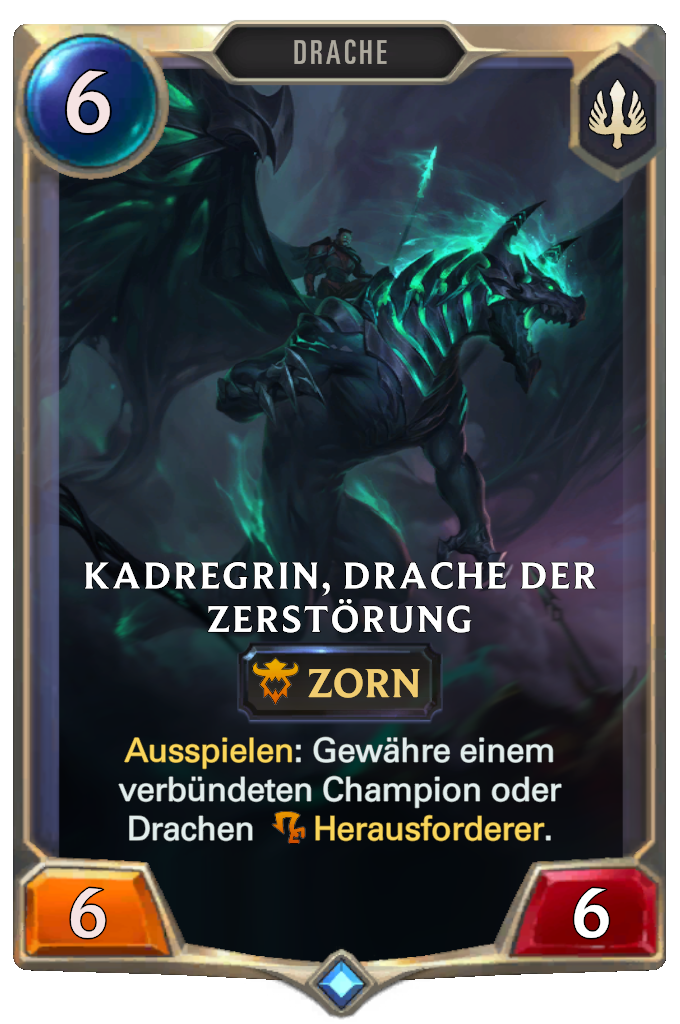 DRACHE
6
KADREGRIN, DRACHE DER
ZERSTÖRUNG
ZORN
Ausspielen: Gewähre einem
verbündeten Champion oder
Drachen Herausforderer.
6
6